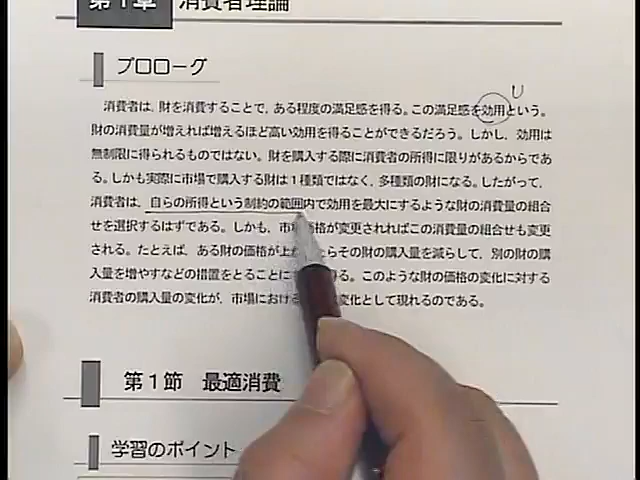 第1章 消費者理論
プロローグ
U
消費者は、財を消費することで、ある程度の満足感を得る。この満足感を効用という。
財の消費量が増えれば増えるほど高い効用を得ることができるだろう。しかし、効用は
無制限に得られるものではない。財を購入する際に消費者の所得に限りがあるからであ
る。しかも実際に市場で購入する財は1種類ではなく、多種類の財になる。したがって、
消費者は、自らの所得という制約の範囲内で効用を最大にするような財の消費量の組合
せを選択するはずである。しかも、市 価格が変更されればこの消費量の組合せも変更
される。たとえば、ある財の価格が上が たらその財の購入量を減らして、別の財の購
入量を増やすなどの措置をとること 得る。このような財の価格の変化に対する
消費者の購入量の変化が、市場におけ 変化として現れるのである。
第1節 最適消費
学習のポイント